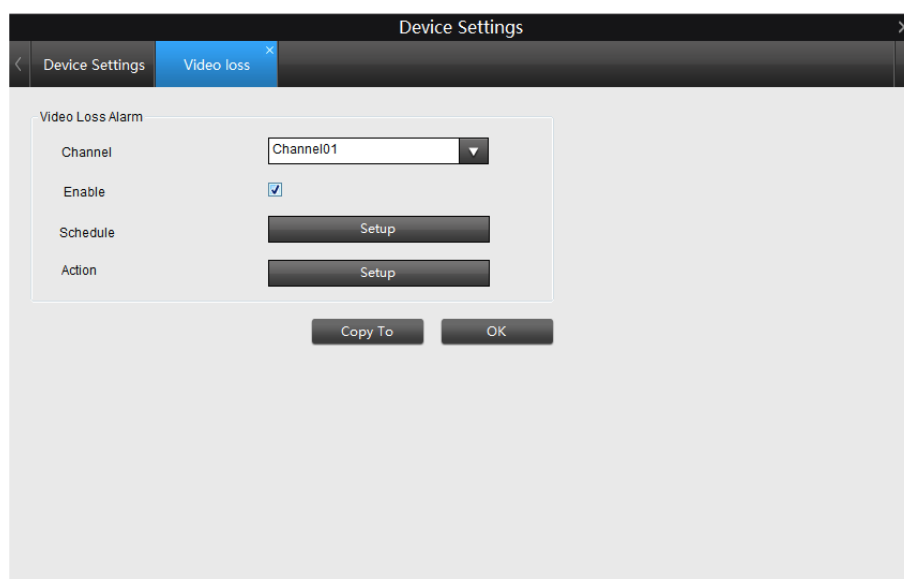 Device Settings
Device Settings Video loss
Video Loss Alarm
Channel Channel01
Enable
Schedule Setup
Action Setup
Copy To OK